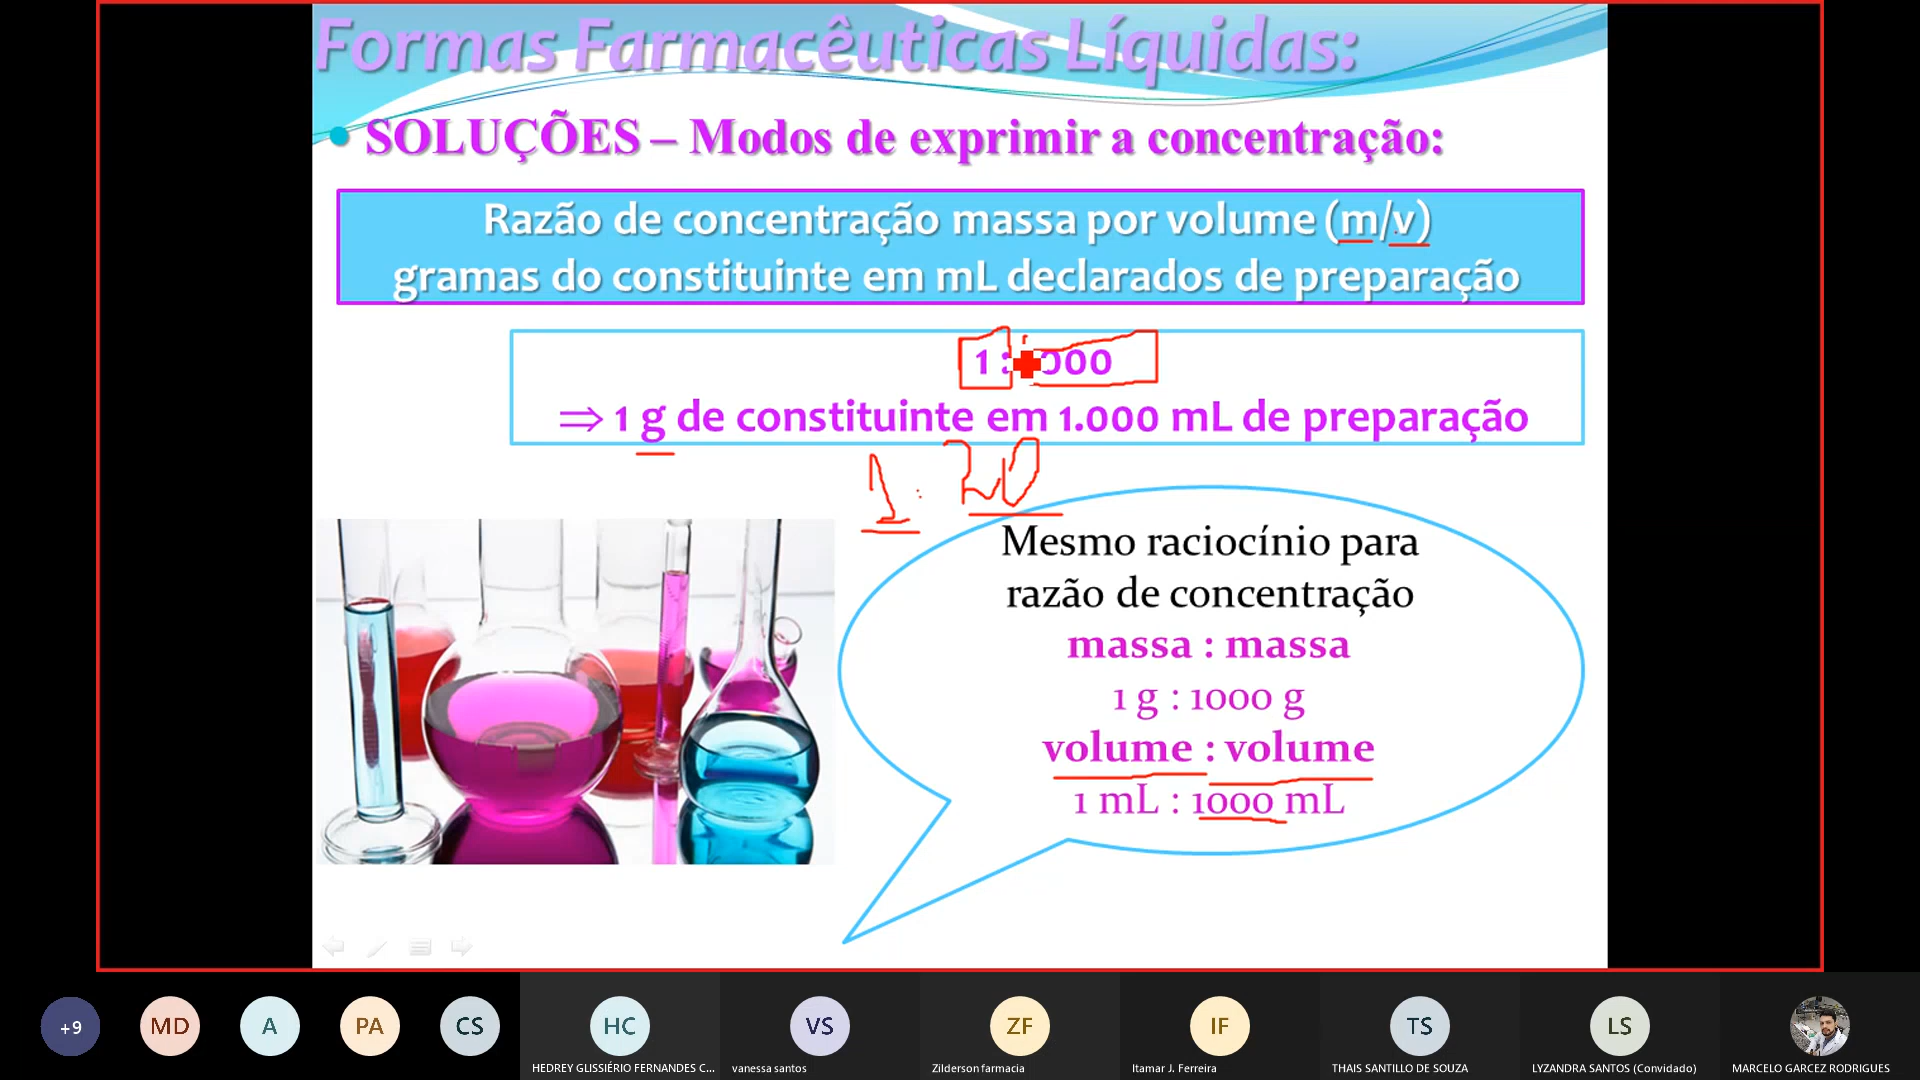 Formas Farmacêuticas Líquidas:
• SOLUÇÕES – Modos de exprimir a concentração:
Razão de concentração massa por volume (m/v)
gramas do constituinte em mL declarados de preparação
1 : 000
⇒ 1 g de constituinte em 1.000 mL de preparação
1 : 20
Mesmo raciocínio para
razão de concentração
massa : massa
1 g : 1000 g
volume : volume
1 mL : 1000 mL
+9
MD
A
PA
CS
HC
VS
ZF
IF
TS
LS
HEDREY GLISSIÉRIO FERNANDES C...
vanessa santos
Zilderson farmacia
Itamar J. Ferreira
THAIS SANTILLO DE SOUZA
LYZANDRA SANTOS (Convidado)
MARCELO GARCEZ RODRIGUES